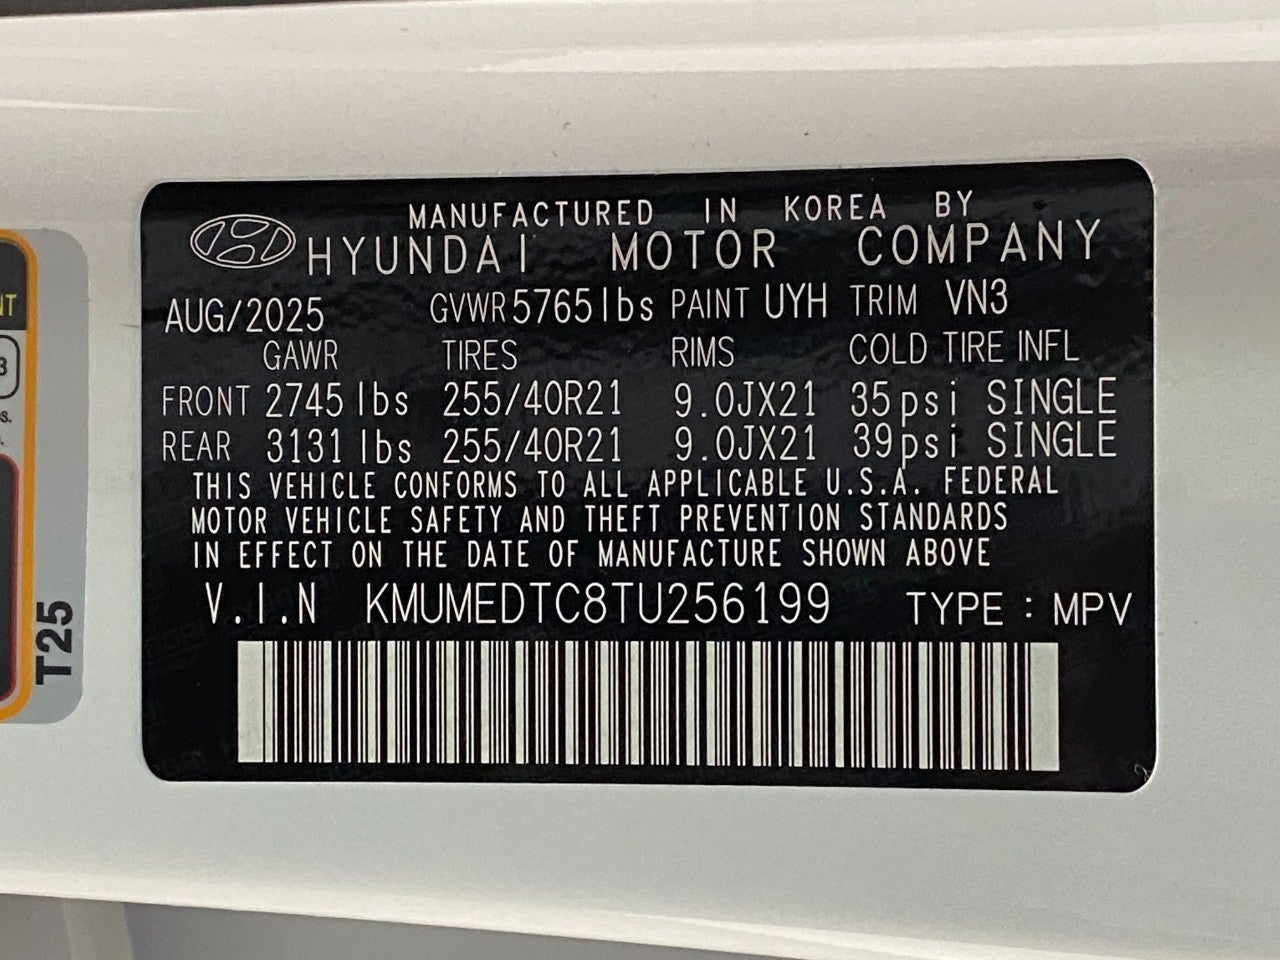 MANUFACTURED IN KOREA BY
HYUNDAI MOTOR COMPANY
AUG/2025 GVWR 5765lbs PAINT UYH TRIM VN3
GAWR TIRES RIMS COLD TIRE INFL
FRONT 2745 lbs 255/40R21 9.0JX21 35psi SINGLE
REAR 3131 lbs 255/40R21 9.0JX21 39psi SINGLE
THIS VEHICLE CONFORMS TO ALL APPLICABLE U.S.A. FEDERAL
MOTOR VEHICLE SAFETY AND THEFT PREVENTION STANDARDS
IN EFFECT ON THE DATE OF MANUFACTURE SHOWN ABOVE
V.I.N KMUMEDTC8TU256199 TYPE : MPV
T25